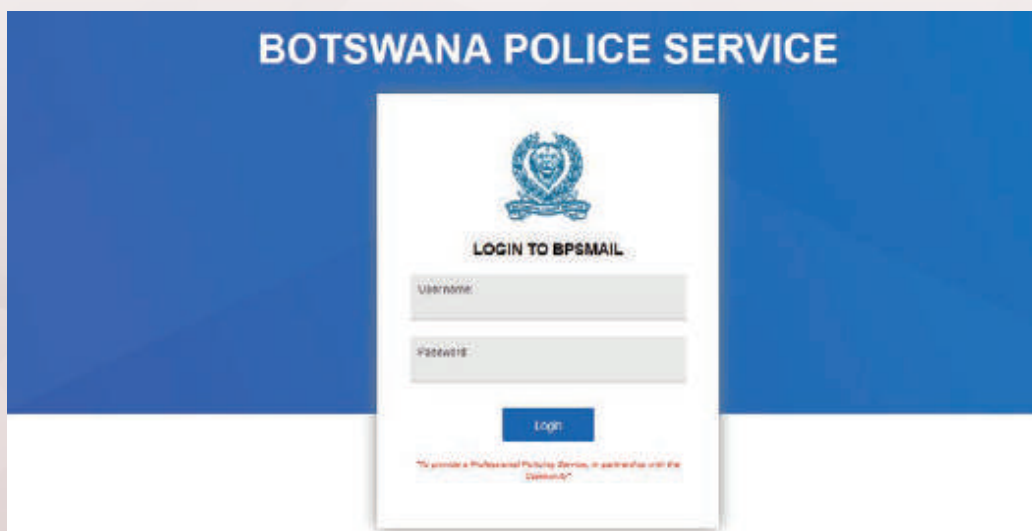 BOTSWANA POLICE SERVICE
LOGIN TO BPSMAIL
Username
Password
Login
"To provide a Professional Policing Service, in partnership with the
Community"